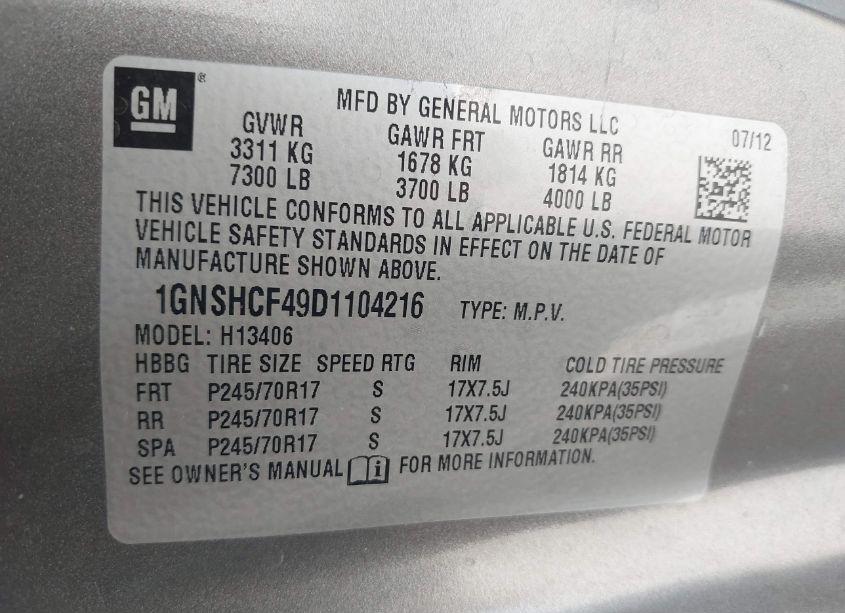 GM®
MFD BY GENERAL MOTORS LLC 07/12
GVWR GAWR FRT GAWR RR
3311 KG 1678 KG 1814 KG
7300 LB 3700 LB 4000 LB
THIS VEHICLE CONFORMS TO ALL APPLICABLE U.S. FEDERAL MOTOR
VEHICLE SAFETY STANDARDS IN EFFECT ON THE DATE OF
MANUFACTURE SHOWN ABOVE.
1GNSHCF49D1104216 TYPE: M.P.V.
MODEL: H13406
HBBG TIRE SIZE SPEED RTG RIM COLD TIRE PRESSURE
FRT P245/70R17 S 17X7.5J 240KPA(35PSI)
RR P245/70R17 S 17X7.5J 240KPA(35PSI)
SPA P245/70R17 S 17X7.5J 240KPA(35PSI)
SEE OWNER'S MANUAL i FOR MORE INFORMATION.